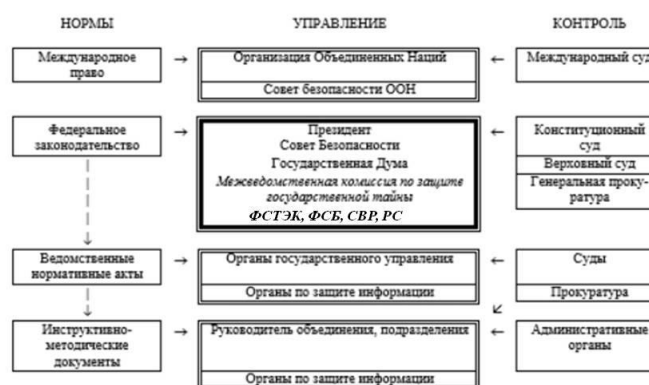 НОРМЫ
УПРАВЛЕНИЕ
КОНТРОЛЬ
Международное
право
Организация Объединенных Наций
Совет безопасности ООН
Международный суд
Федеральное
законодательство
Президент
Совет Безопасности
Государственная Дума
Межведомственная комиссия по защите
государственной тайны
ФСТЭК, ФСБ, СВР, РС
Конституционный
суд
Верховный суд
Генеральная проку-
ратура
Ведомственные
нормативные акты
Органы государственного управления
Органы по защите информации
Суды
Прокуратура
Инструктивно-
методические
документы
Руководитель объединения, подразделения
Органы по защите информации
Административные
органы